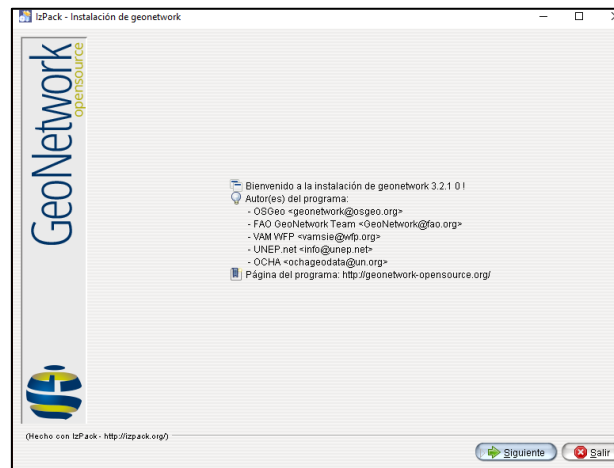 IzPack - Instalación de geonetwork
GeoNetwork
opensource
Bienvenido a la instalación de geonetwork 3.2.1 0 !
Autor(es) del programa:
- OSGeo <geonetwork@osgeo.org>
- FAO GeoNetwork Team <GeoNetwork@fao.org>
- VAM WFP <vamsie@wfp.org>
- UNEP.net <info@unep.net>
- OCHA <ochageodata@un.org>
Página del programa: http://geonetwork-opensource.org/
(Hecho con IzPack - http://izpack.org/)
Siguiente
Salir